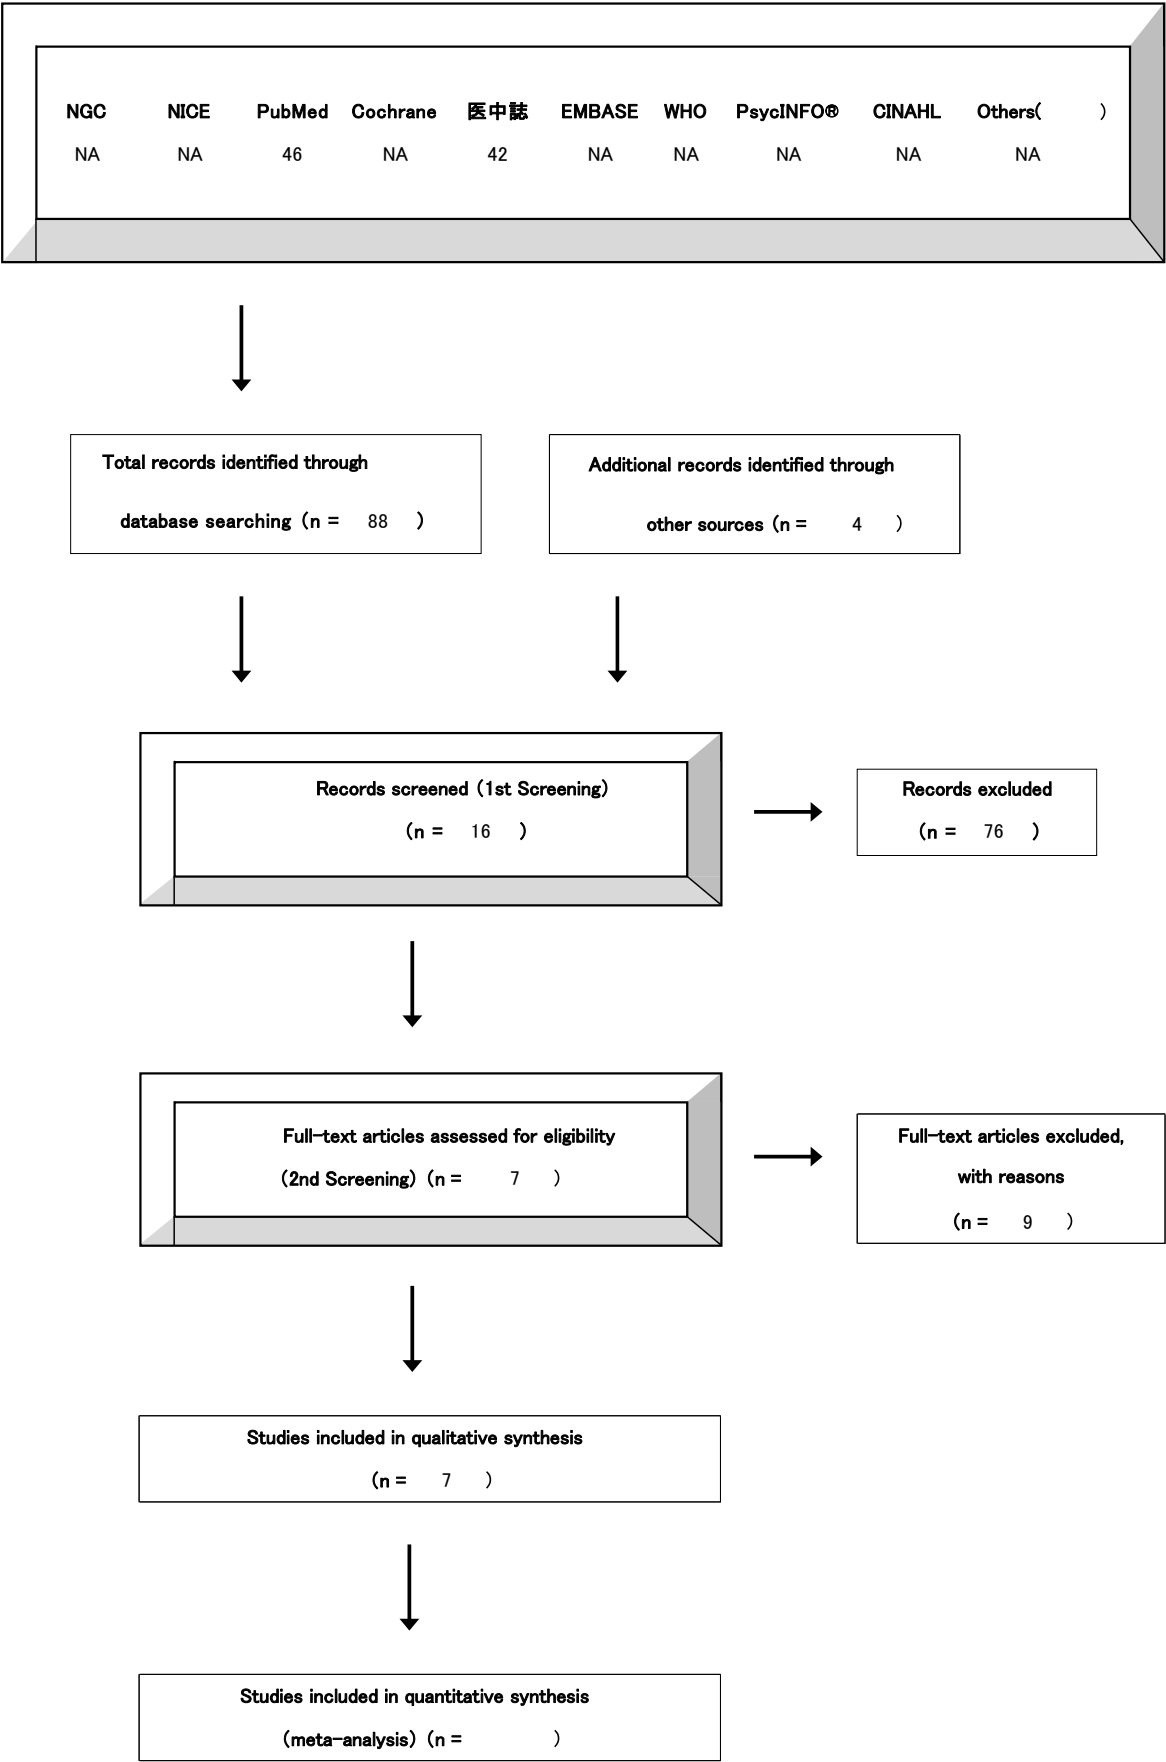 NGC NICE PubMed Cochrane 医中誌 EMBASE WHO PsycINFO® CINAHL Others( )
NA NA 46 NA 42 NA NA NA NA NA
Total records identified through
database searching (n = 88 )
Additional records identified through
other sources (n = 4 )
Records screened (1st Screening)
(n = 16 )
Records excluded
(n = 76 )
Full-text articles assessed for eligibility
(2nd Screening) (n = 7 )
Full-text articles excluded,
with reasons
(n = 9 )
Studies included in qualitative synthesis
(n = 7 )
Studies included in quantitative synthesis
(meta-analysis) (n = )